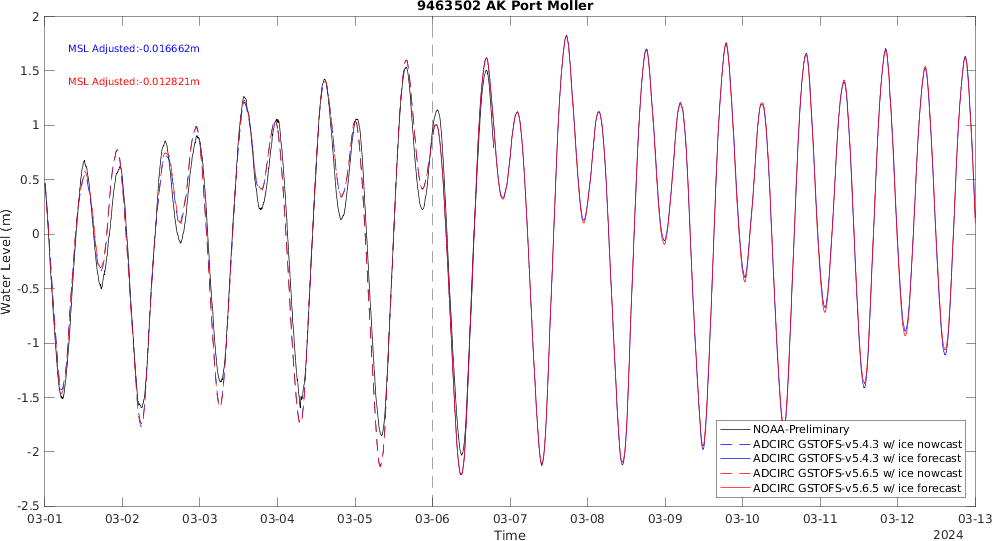 9463502 AK Port Moller
MSL Adjusted:-0.016662m
MSL Adjusted:-0.012821m
Water Level (m)
2
1.5
1
0.5
0
-0.5
-1
-1.5
-2
-2.5
NOAA-Preliminary
ADCIRC GSTOFS-v5.4.3 w/ ice nowcast
ADCIRC GSTOFS-v5.4.3 w/ ice forecast
ADCIRC GSTOFS-v5.6.5 w/ ice nowcast
ADCIRC GSTOFS-v5.6.5 w/ ice forecast
03-01 03-02 03-03 03-04 03-05 03-06 03-07 03-08 03-09 03-10 03-11 03-12 03-13
Time
2024